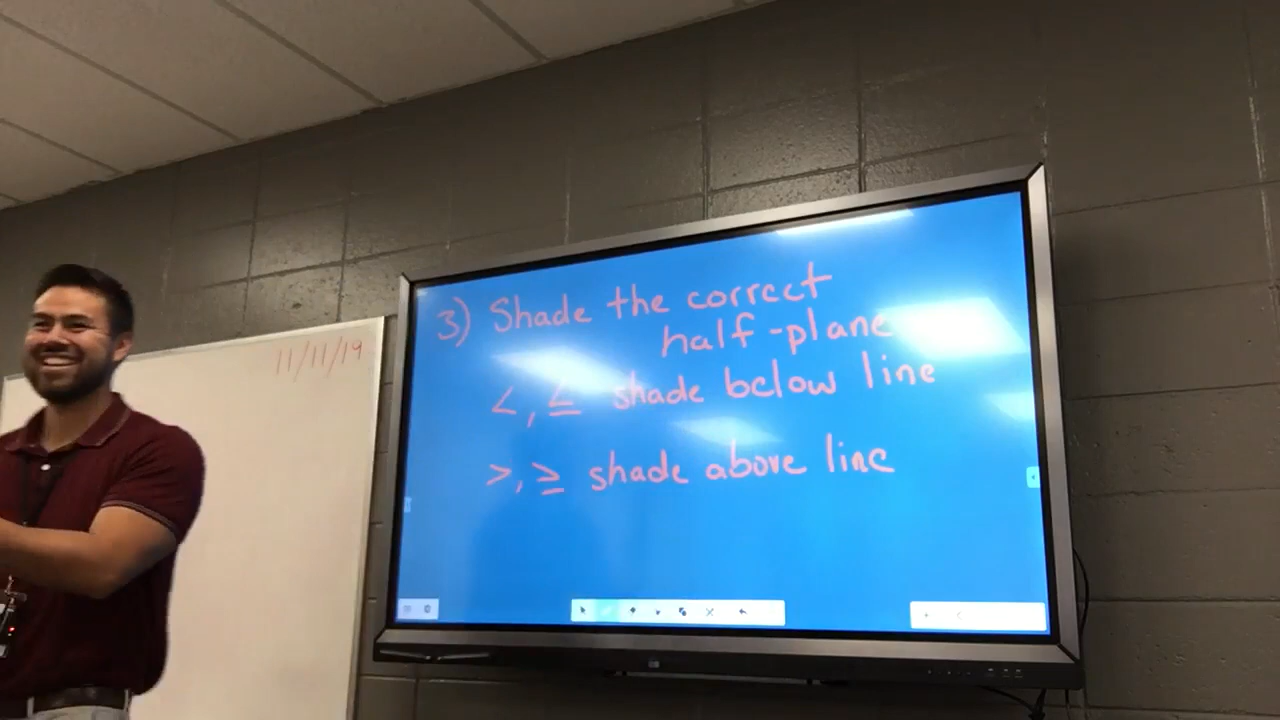 11/11/19
3) Shade the correct
half-plane
<, ≤ shade below line
>, ≥ shade above line